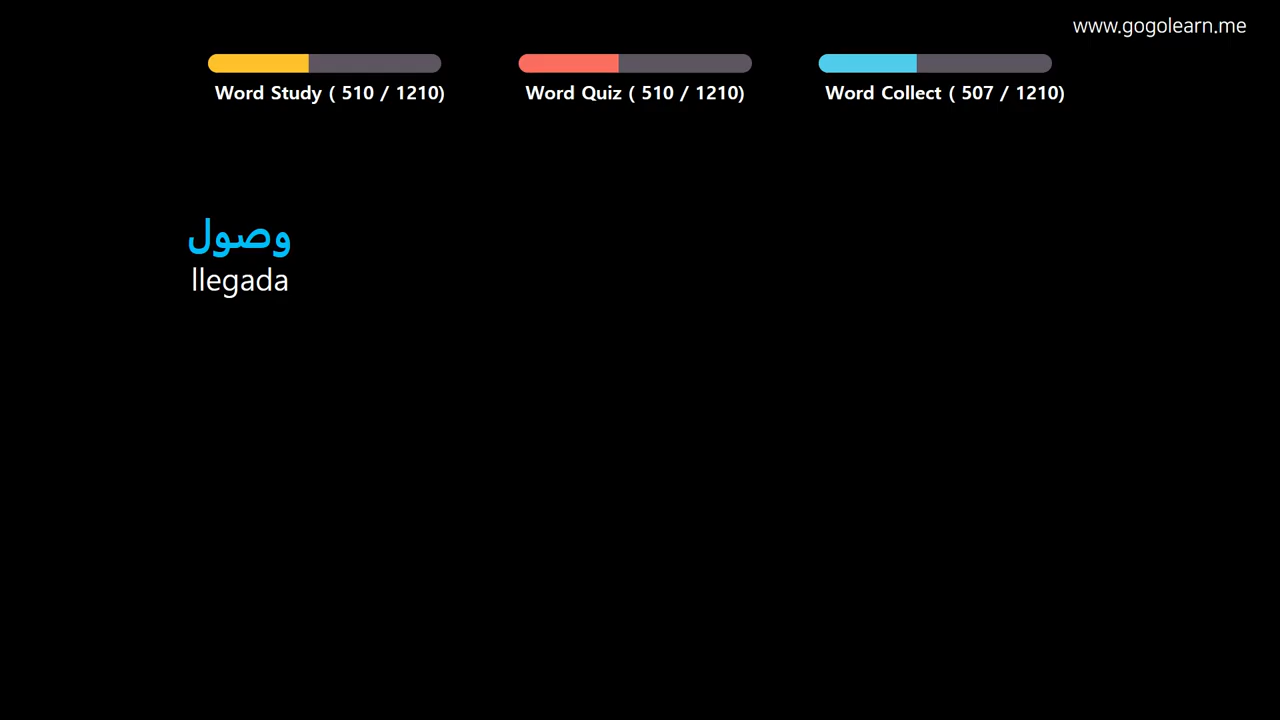 www.gogolearn.me
Word Study ( 510 / 1210)
Word Quiz ( 510 / 1210)
Word Collect ( 507 / 1210)
وصول
llegada